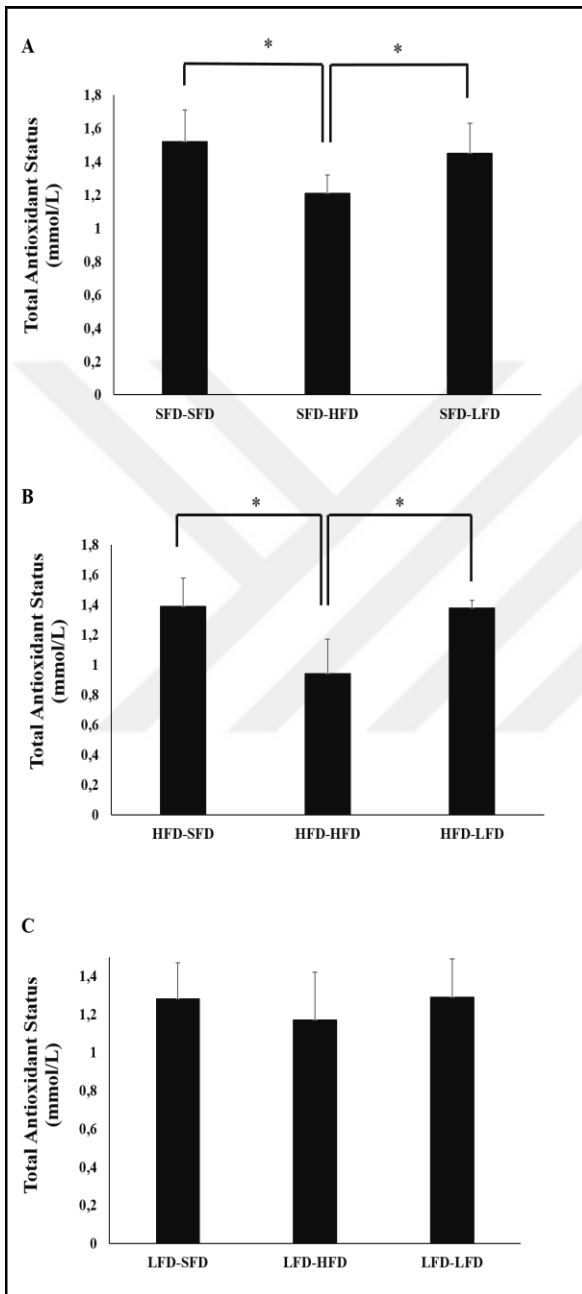 A
*
*
Total Antioxidant Status
(mmol/L)
1,8
1,6
1,4
1,2
1
0,8
0,6
0,4
0,2
0
SFD-SFD SFD-HFD SFD-LFD
B
*
*
Total Antioxidant Status
(mmol/L)
1,8
1,6
1,4
1,2
1
0,8
0,6
0,4
0,2
0
HFD-SFD HFD-HFD HFD-LFD
C
Total Antioxidant Status
(mmol/L)
1,4
1,2
1
0,8
0,6
0,4
0,2
0
LFD-SFD LFD-HFD LFD-LFD